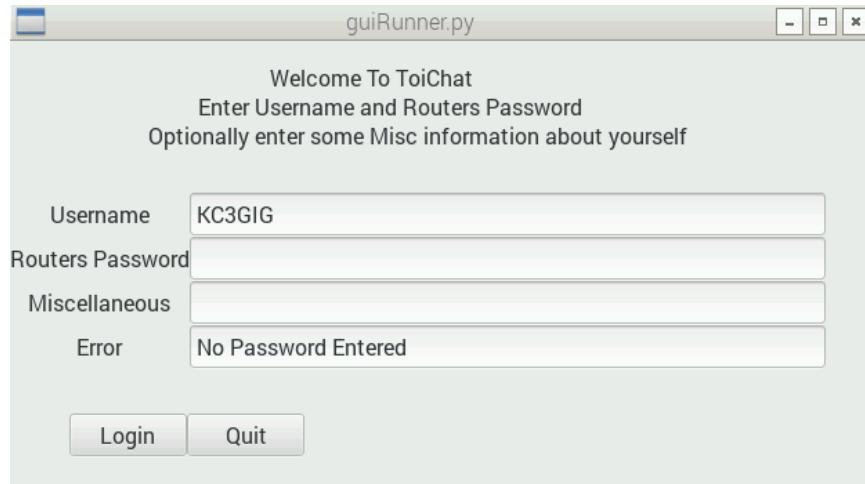 guiRunner.py
Welcome To ToiChat
Enter Username and Routers Password
Optionally enter some Misc information about yourself
Username KC3GIG
Routers Password
Miscellaneous
Error No Password Entered
Login Quit